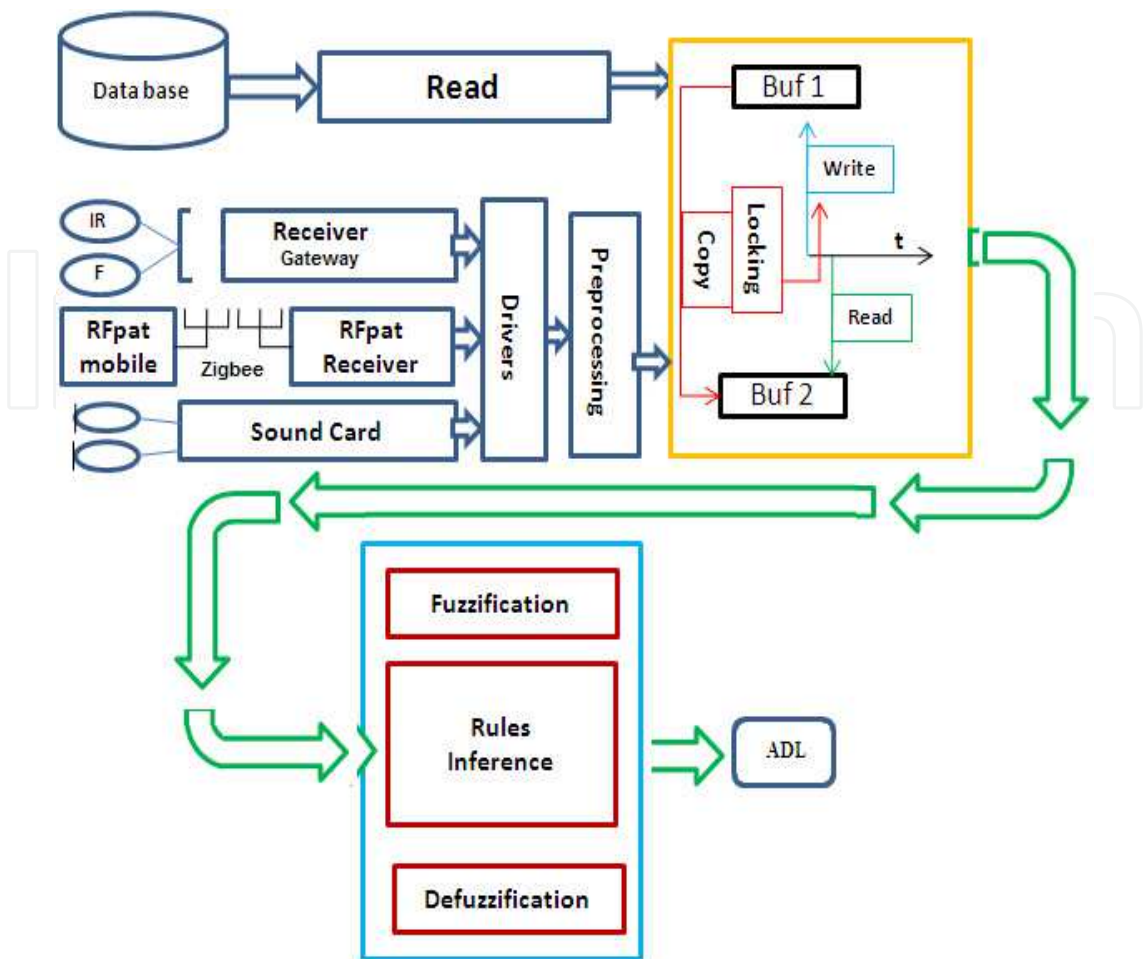 Data base
Read
Buf 1
Write
IR
F
Receiver
Gateway
Drivers
Preprocessing
Copy
Locking
t
Read
RFpat
mobile
Zigbee
RFpat
Receiver
Buf 2
Sound Card
Fuzzification
Rules
Inference
ADL
Defuzzification